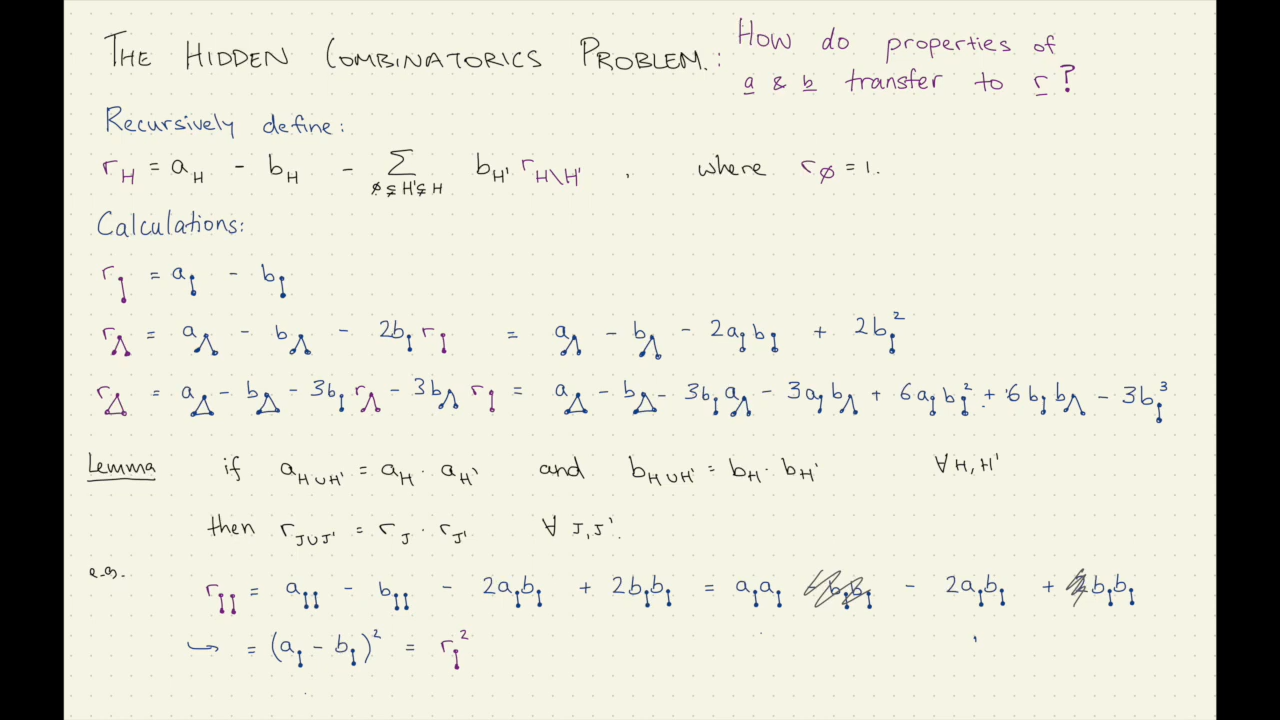 THE HIDDEN COMBINATORICS PROBLEM: How do properties of
a & b transfer to r?
Recursively define:
r_H = a_H - b_H - Σ_{∅⊊H'⊊H} b_{H'} r_{H\H'} , where r_∅ = 1.
Calculations:
r = a - b
r = a - b - 2b r = a - b - 2a b + 2b²
r = a - b - 3b r - 3b r = a - b - 3b a - 3a b + 6a b² + 6b b - 3b³
Lemma if a_{H∪H'} = a_H · a_{H'} and b_{H∪H'} = b_H · b_{H'} ∀ H, H'
then r_{J∪J'} = r_J · r_{J'} ∀ J, J'.
e.g.
r = a - b - 2a b + 2b b = a a - 2a b + b b
↪ = (a - b)² = r²